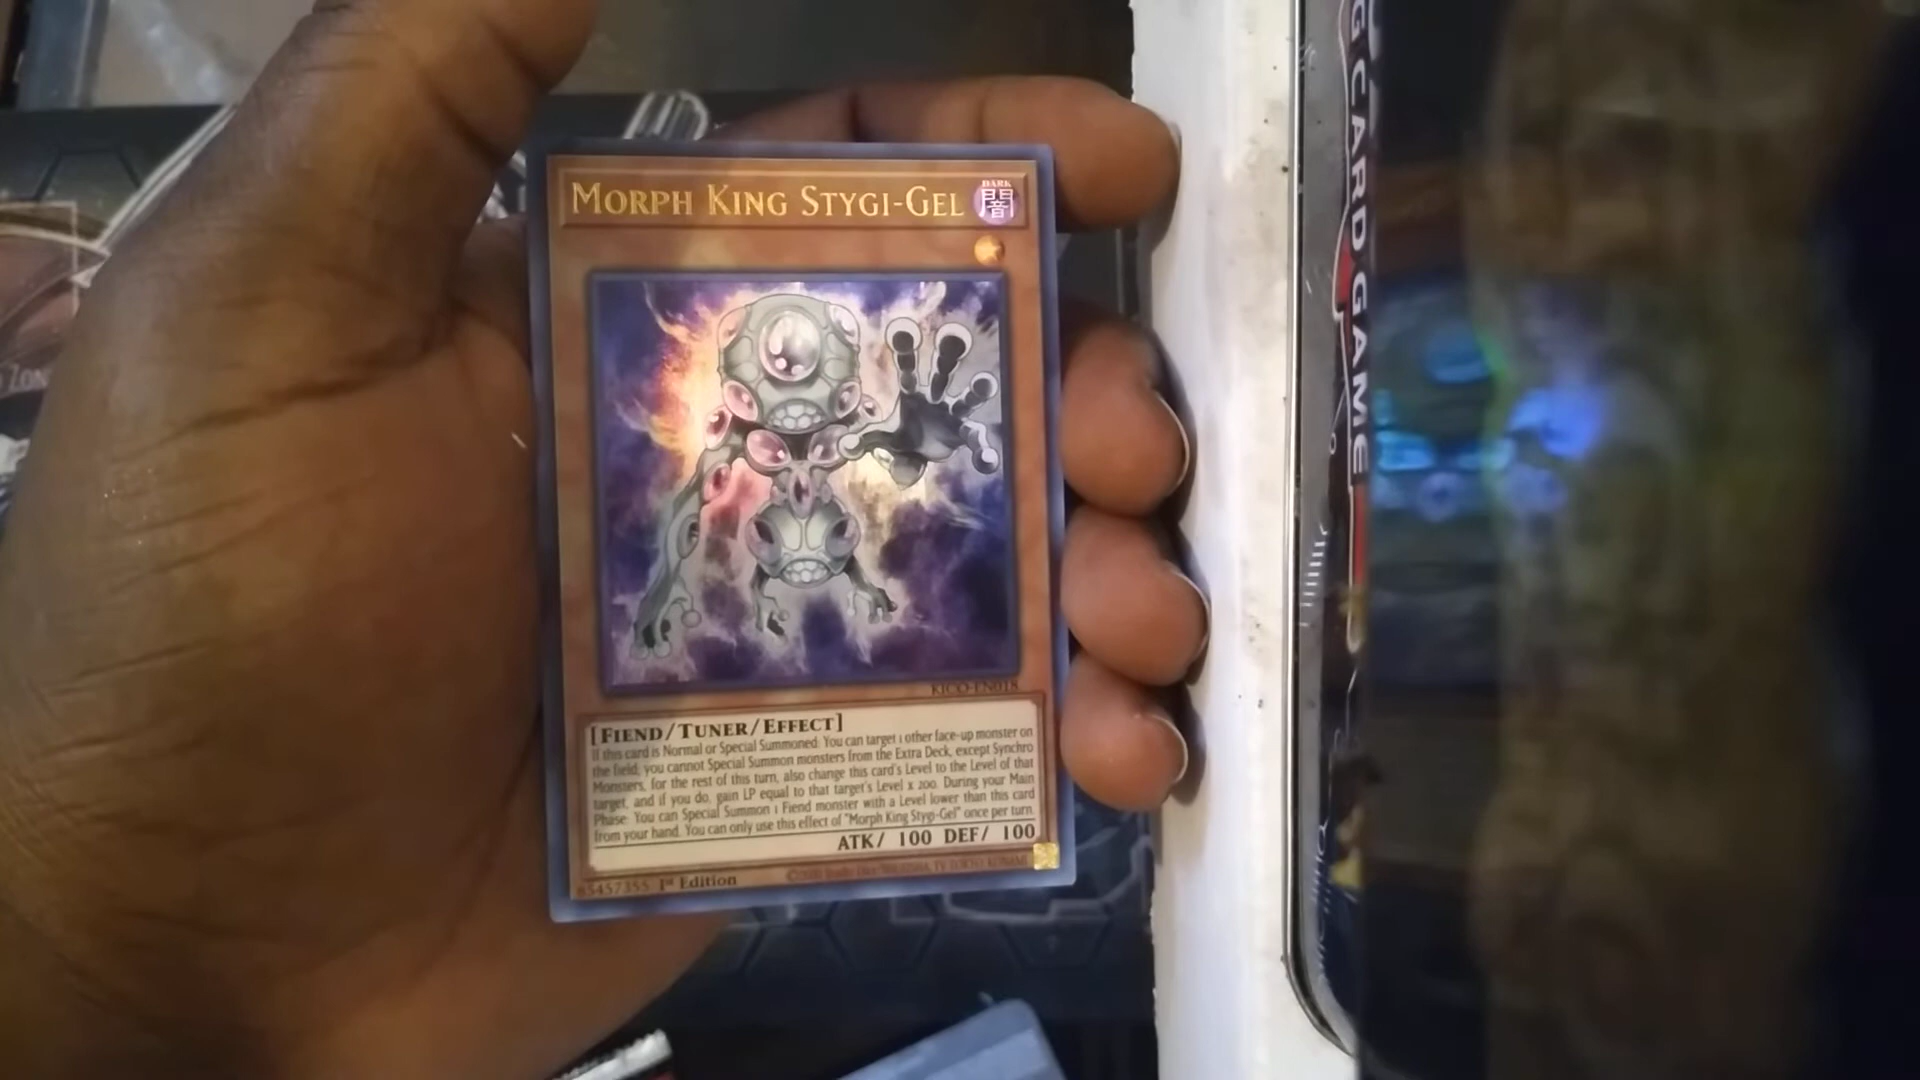 MORPH KING STYGI-GEL
DARK
闇
KICO-EN018
[FIEND/TUNER/EFFECT]
If this card is Normal or Special Summoned: You can target 1 other face-up monster on
the field; you cannot Special Summon monsters from the Extra Deck, except Synchro
Monsters, for the rest of this turn, also change this card's Level to the Level of that
target, and if you do, gain LP equal to that target's Level x 200. During your Main
Phase: You can Special Summon 1 Fiend monster with a Level lower than this card
from your hand. You can only use this effect of "Morph King Stygi-Gel" once per turn.
ATK/ 100 DEF/ 100
65457355 1st Edition
G CARD GAME
ZON